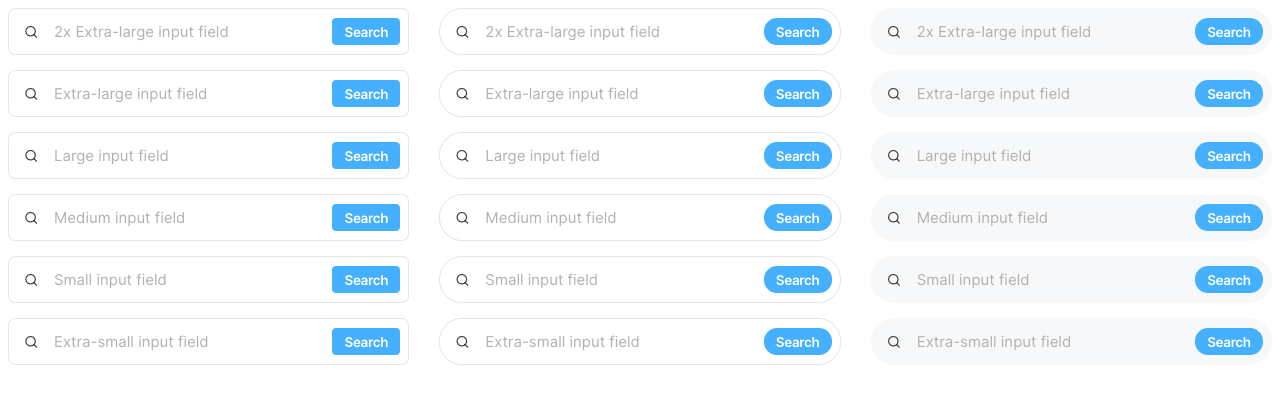 2x Extra-large input field Search 2x Extra-large input field Search 2x Extra-large input field Search
Extra-large input field Search Extra-large input field Search Extra-large input field Search
Large input field Search Large input field Search Large input field Search
Medium input field Search Medium input field Search Medium input field Search
Small input field Search Small input field Search Small input field Search
Extra-small input field Search Extra-small input field Search Extra-small input field Search